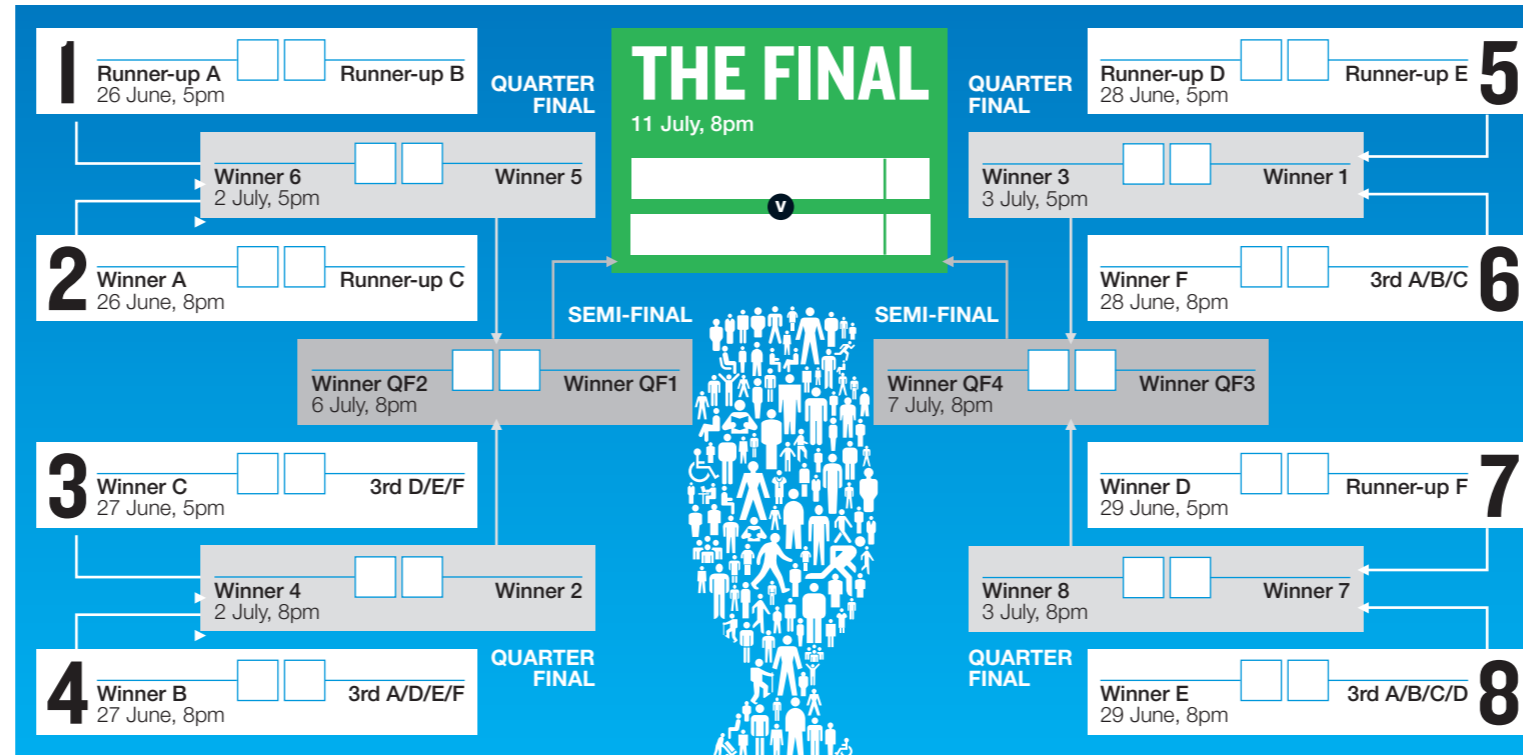 1
Runner-up A
Runner-up B
26 June, 5pm
QUARTER
FINAL
Winner 6
Winner 5
2 July, 5pm
2
Winner A
Runner-up C
26 June, 8pm
THE FINAL
11 July, 8pm
V
QUARTER
FINAL
5
Runner-up D
Runner-up E
28 June, 5pm
Winner 3
Winner 1
3 July, 5pm
6
Winner F
3rd A/B/C
28 June, 8pm
SEMI-FINAL
Winner QF2
Winner QF1
6 July, 8pm
SEMI-FINAL
Winner QF4
Winner QF3
7 July, 8pm
3
Winner C
3rd D/E/F
27 June, 5pm
Winner 4
Winner 2
2 July, 8pm
4
Winner B
3rd A/D/E/F
27 June, 8pm
QUARTER
FINAL
7
Winner D
Runner-up F
29 June, 5pm
Winner 8
Winner 7
3 July, 8pm
QUARTER
FINAL
8
Winner E
3rd A/B/C/D
29 June, 8pm